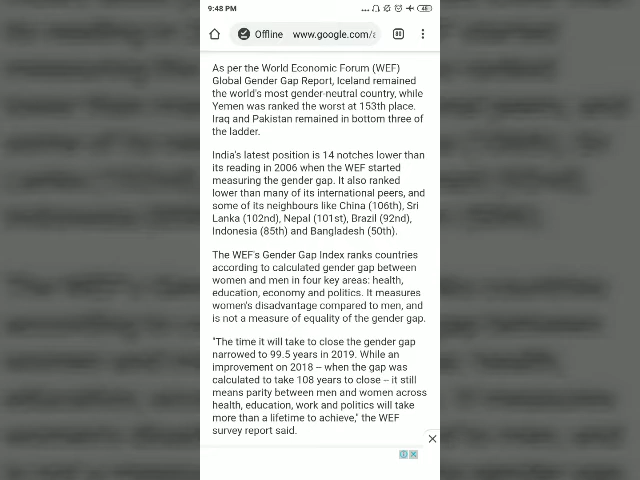 9:48 PM
... 48
Offline www.google.com/a
As per the World Economic Forum (WEF)
Global Gender Gap Report, Iceland remained
the world's most gender-neutral country, while
Yemen was ranked the worst at 153th place.
Iraq and Pakistan remained in bottom three of
the ladder.
India's latest position is 14 notches lower than
its reading in 2006 when the WEF started
measuring the gender gap. It also ranked
lower than many of its international peers, and
some of its neighbours like China (106th), Sri
Lanka (102nd), Nepal (101st), Brazil (92nd),
Indonesia (85th) and Bangladesh (50th).
The WEF's Gender Gap Index ranks countries
according to calculated gender gap between
women and men in four key areas: health,
education, economy and politics. It measures
women's disadvantage compared to men, and
is not a measure of equality of the gender gap.
"The time it will take to close the gender gap
narrowed to 99.5 years in 2019. While an
improvement on 2018 -- when the gap was
calculated to take 108 years to close -- it still
means parity between men and women across
health, education, work and politics will take
more than a lifetime to achieve," the WEF
survey report said.